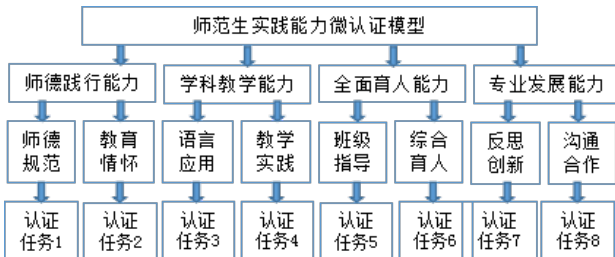 师范生实践能力微认证模型
师德践行能力
学科教学能力
全面育人能力
专业发展能力
师德
规范
教育
情怀
语言
应用
教学
实践
班级
指导
综合
育人
反思
创新
沟通
合作
认证
任务1
认证
任务2
认证
任务3
认证
任务4
认证
任务5
认证
任务6
认证
任务7
认证
任务8